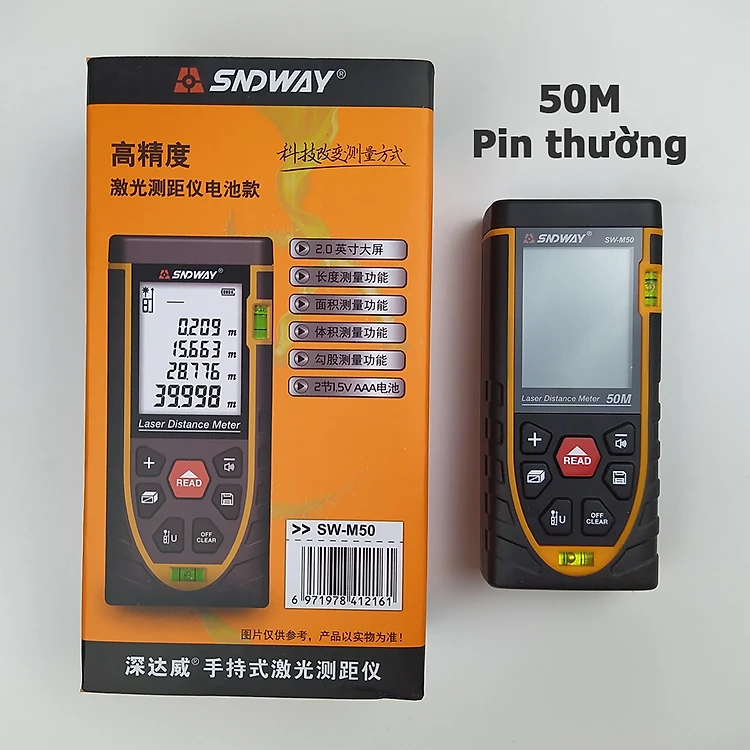 SNDWAY®
高精度
激光测距仪电池款
科技改变测量方式
2.0英寸大屏
长度测量功能
面积测量功能
体积测量功能
勾股测量功能
2节1.5V AAA电池
SNDWAY®
0.209 m
15.663 m
28.776 m
39.998 m
Laser Distance Meter
READ
U
OFF
CLEAR
>> SW-M50
6 971978 412161
图片仅供参考，产品以实物为准！
深达威® 手持式激光测距仪
50M
Pin thường
SNDWAY®
SW-M50
Laser Distance Meter 50M
READ
U
OFF
CLEAR